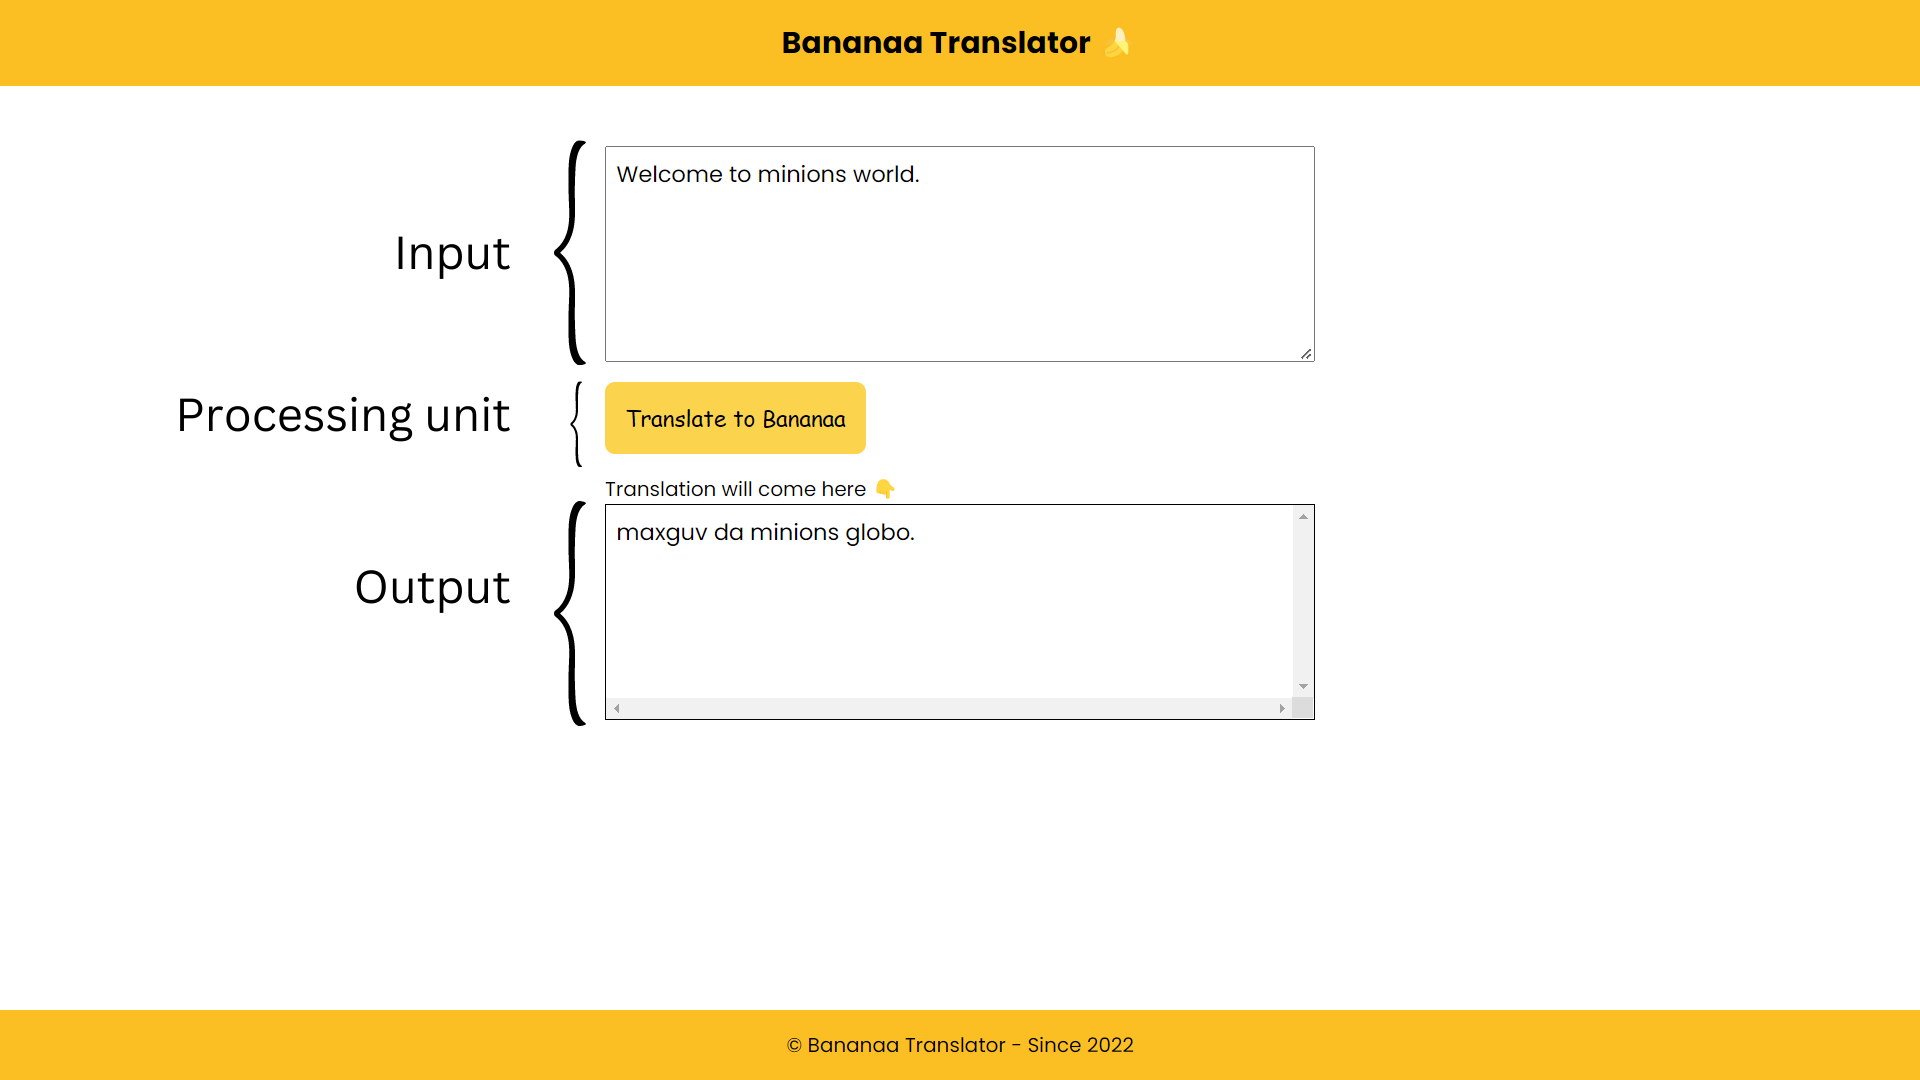 Bananaa Translator 🍌
Input
Welcome to minions world.
Processing unit
Translate to Bananaa
Translation will come here 👇
Output
maxguv da minions globo.
© Bananaa Translator - Since 2022